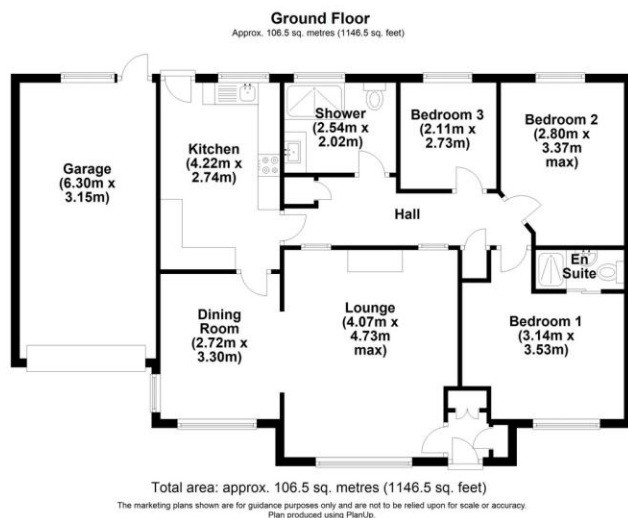 Ground Floor
Approx. 106.5 sq. metres (1146.5 sq. feet)
Garage
(6.30m x
3.15m)
Kitchen
(4.22m x
2.74m)
Shower
(2.54m x
2.02m)
Bedroom 3
(2.11m x
2.73m)
Bedroom 2
(2.80m x
3.37m
max)
Hall
En
Suite
Dining
Room
(2.72m x
3.30m)
Lounge
(4.07m x
4.73m
max)
Bedroom 1
(3.14m x
3.53m)
Total area: approx. 106.5 sq. metres (1146.5 sq. feet)
The marketing plans shown are for guidance purposes only and are not to be relied upon for scale or accuracy.
Plan produced using PlanUp.